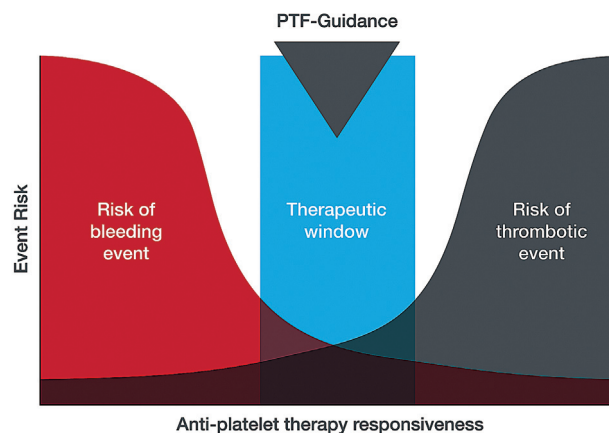 PTF-Guidance
Event Risk
Risk of
bleeding
event
Therapeutic
window
Risk of
thrombotic
event
Anti-platelet therapy responsiveness